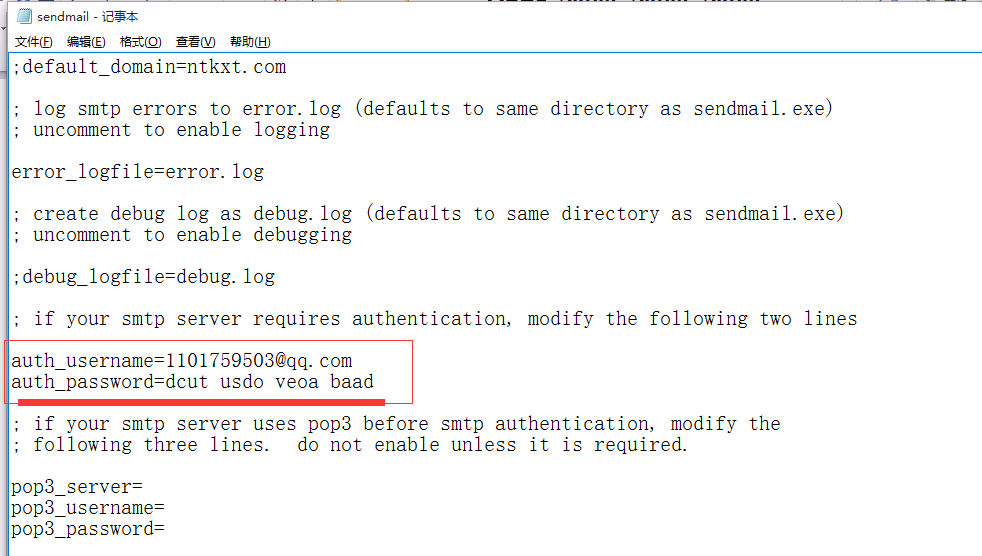 sendmail - 记事本
文件(F) 编辑(E) 格式(O) 查看(V) 帮助(H)
;default_domain=ntkxt.com
; log smtp errors to error.log (defaults to same directory as sendmail.exe)
; uncomment to enable logging
error_logfile=error.log
; create debug log as debug.log (defaults to same directory as sendmail.exe)
; uncomment to enable debugging
;debug_logfile=debug.log
; if your smtp server requires authentication, modify the following two lines
auth_username=1101759503@qq.com
auth_password=dcut usdo veoa baad
; if your smtp server uses pop3 before smtp authentication, modify the
; following three lines.  do not enable unless it is required.
pop3_server=
pop3_username=
pop3_password=